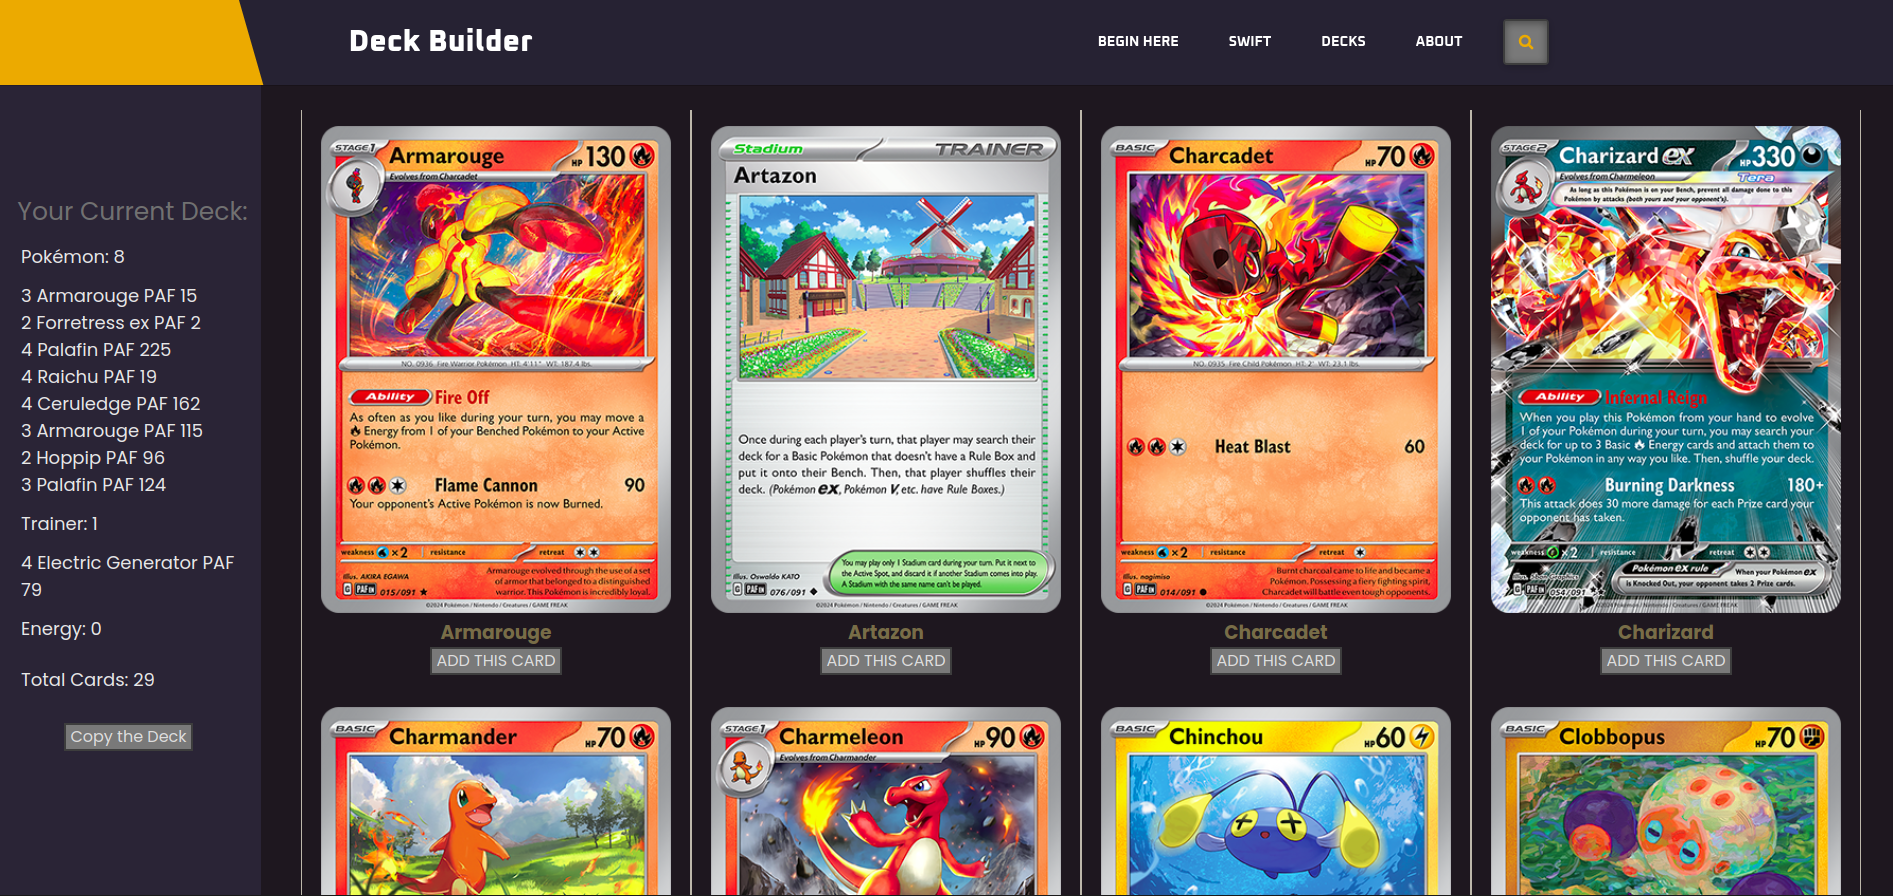 Deck Builder
BEGIN HERE
SWIFT
DECKS
ABOUT
Your Current Deck:
Pokémon: 8
3 Armarouge PAF 15
2 Forretress ex PAF 2
4 Palafin PAF 225
4 Raichu PAF 19
4 Ceruledge PAF 162
3 Armarouge PAF 115
2 Hoppip PAF 96
3 Palafin PAF 124
Trainer: 1
4 Electric Generator PAF
79
Energy: 0
Total Cards: 29
Copy the Deck
STAGE1 Armarouge HP 130
Evolves from Charcadet
NO. 0936 Fire Warrior Pokémon HT: 4'11" WT: 187.4 lbs.
Ability Fire Off
As often as you like during your turn, you may move a
Energy from 1 of your Benched Pokémon to your Active
Pokémon.
Flame Cannon 90
Your opponent's Active Pokémon is now Burned.
weakness ×2 resistance retreat
Illus. AKIRA EGAWA
G PAF EN 015/091 ★
Armarouge evolved through the use of a set
of armor that belonged to a distinguished
warrior. This Pokémon is incredibly loyal.
©2024 Pokémon / Nintendo / Creatures / GAME FREAK
Armarouge
ADD THIS CARD
Stadium TRAINER
Artazon
Once during each player's turn, that player may search their
deck for a Basic Pokémon that doesn't have a Rule Box and
put it onto their Bench. Then, that player shuffles their
deck. (Pokémon ex, Pokémon V, etc. have Rule Boxes.)
You may play only 1 Stadium card during your turn. Put it next to
the Active Spot, and discard it if another Stadium comes into play.
A Stadium with the same name can't be played.
Illus. Oswaldo KATO
G PAF EN 076/091 ◆
©2024 Pokémon / Nintendo / Creatures / GAME FREAK
Artazon
ADD THIS CARD
BASIC Charcadet HP 70
NO. 0935 Fire Child Pokémon HT: 2' WT: 23.1 lbs.
Heat Blast 60
weakness ×2 resistance retreat
Illus. nagimiso
G PAF EN 014/091 ●
Burnt charcoal came to life and became a
Pokémon. Possessing a fiery fighting spirit,
Charcadet will battle even tough opponents.
©2024 Pokémon / Nintendo / Creatures / GAME FREAK
Charcadet
ADD THIS CARD
STAGE2 Charizard ex HP 330
Evolves from Charmeleon Tera
As long as this Pokémon is on your Bench, prevent all damage done to this
Pokémon by attacks (both yours and your opponent's).
Ability Infernal Reign
When you play this Pokémon from your hand to evolve
1 of your Pokémon during your turn, you may search your
deck for up to 3 Basic Energy cards and attach them to
your Pokémon in any way you like. Then, shuffle your deck.
Burning Darkness 180+
This attack does 30 more damage for each Prize card your
opponent has taken.
weakness ×2 resistance retreat
Pokémon ex rule When your Pokémon ex
is Knocked Out, your opponent takes 2 Prize cards.
Illus. 5ban Graphics
G PAF EN 054/091
©2024 Pokémon / Nintendo / Creatures / GAME FREAK
Charizard
ADD THIS CARD
BASIC Charmander HP 70
STAGE1 Charmeleon HP 90
Evolves from Charmander
BASIC Chinchou HP 60
BASIC Clobbopus HP 70